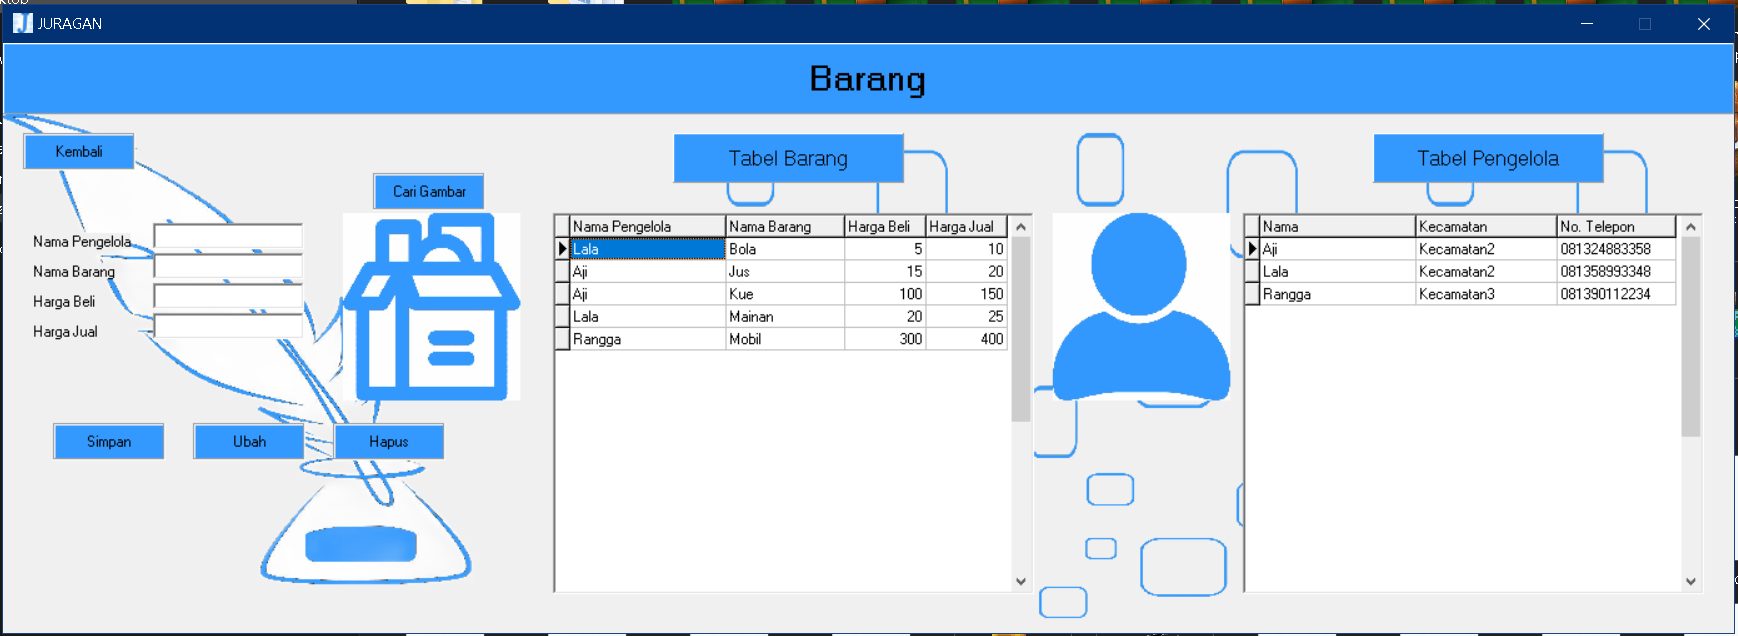 JURAGAN
Barang
Kembali
Cari Gambar
Nama Pengelola
Nama Barang
Harga Beli
Harga Jual
Simpan Ubah Hapus
Tabel Barang
Nama Pengelola Nama Barang Harga Beli Harga Jual
Lala Bola 5 10
Aji Jus 15 20
Aji Kue 100 150
Lala Mainan 20 25
Rangga Mobil 300 400
Tabel Pengelola
Nama Kecamatan No. Telepon
Aji Kecamatan2 081324883358
Lala Kecamatan2 081358993348
Rangga Kecamatan3 081390112234